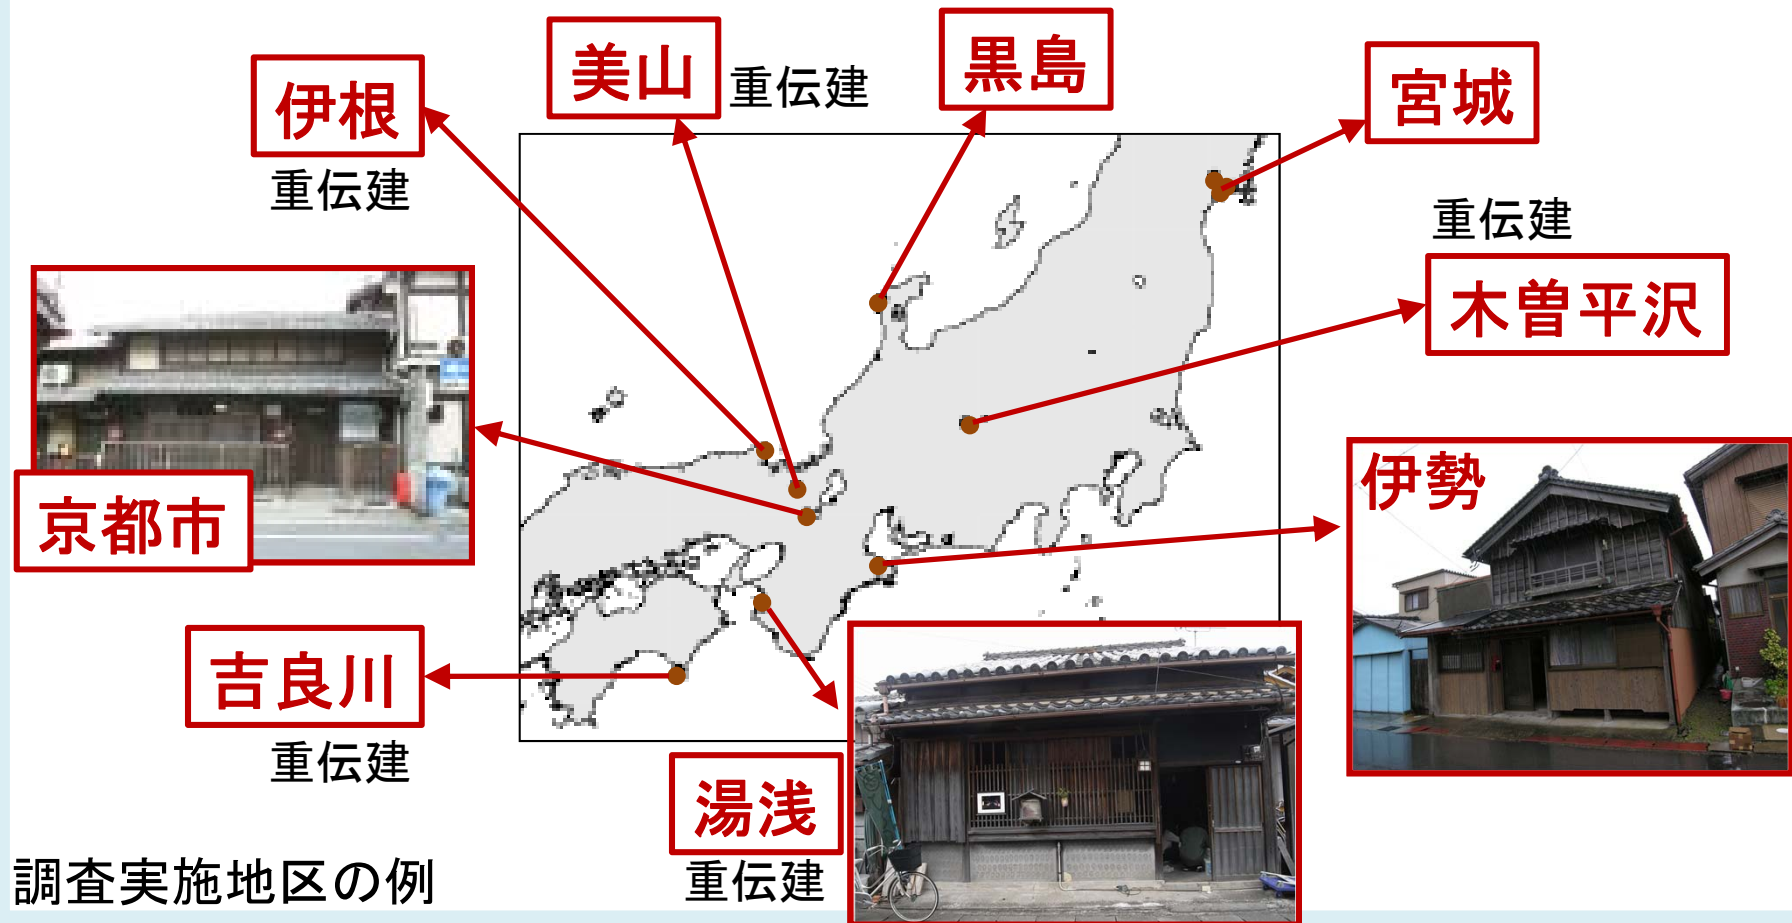 伊根
重伝建
美山
重伝建
黒島
宮城
重伝建
木曽平沢
京都市
伊勢
吉良川
重伝建
湯浅
重伝建
調査実施地区の例